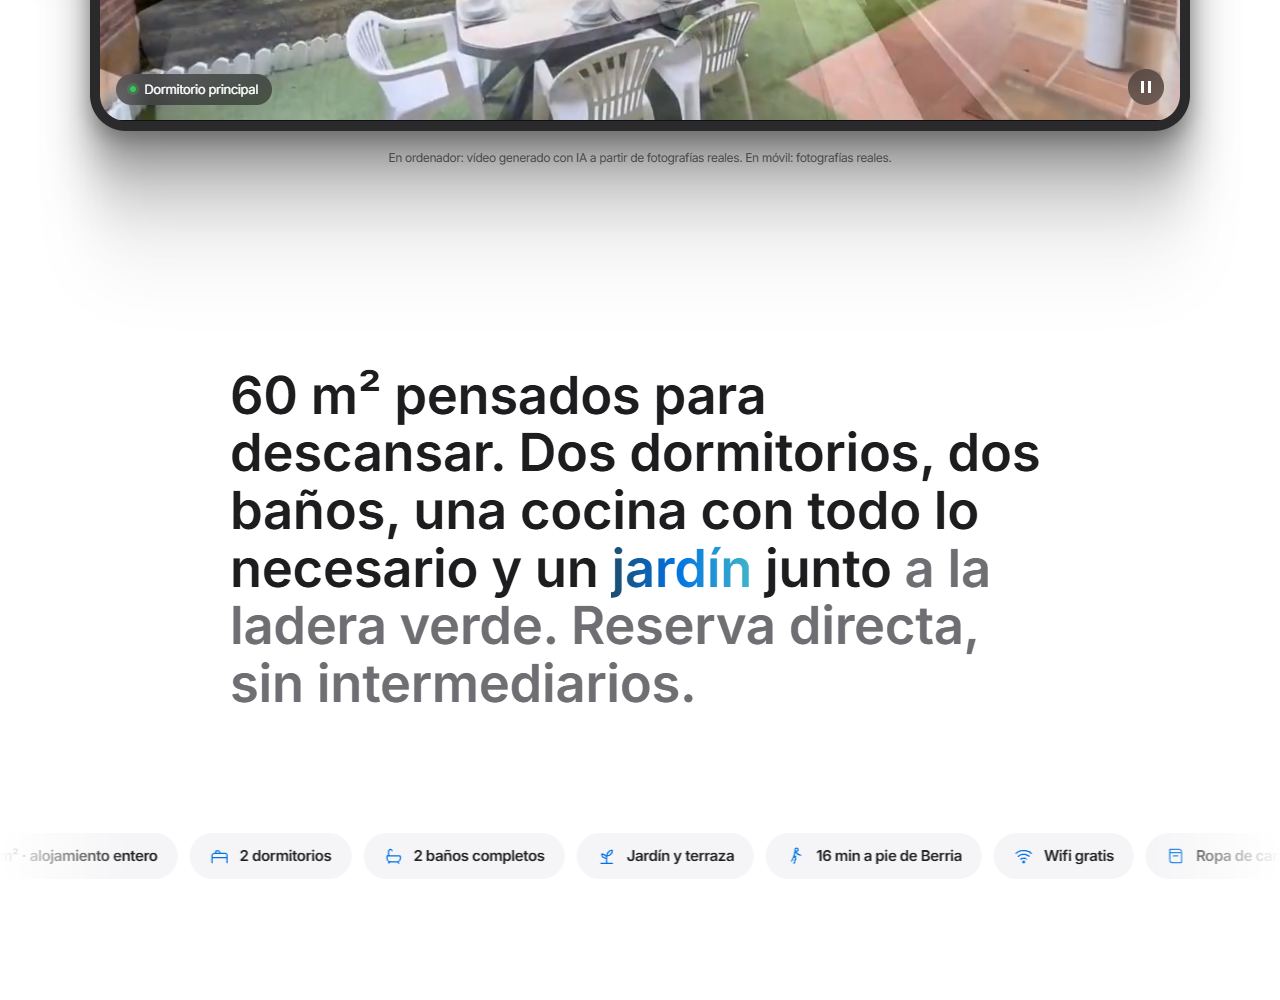 Dormitorio principal
En ordenador: vídeo generado con IA a partir de fotografías reales. En móvil: fotografías reales.
60 m² pensados para
descansar. Dos dormitorios, dos
baños, una cocina con todo lo
necesario y un jardín junto a la
ladera verde. Reserva directa,
sin intermediarios.
m² · alojamiento entero
2 dormitorios
2 baños completos
Jardín y terraza
16 min a pie de Berria
Wifi gratis
Ropa de